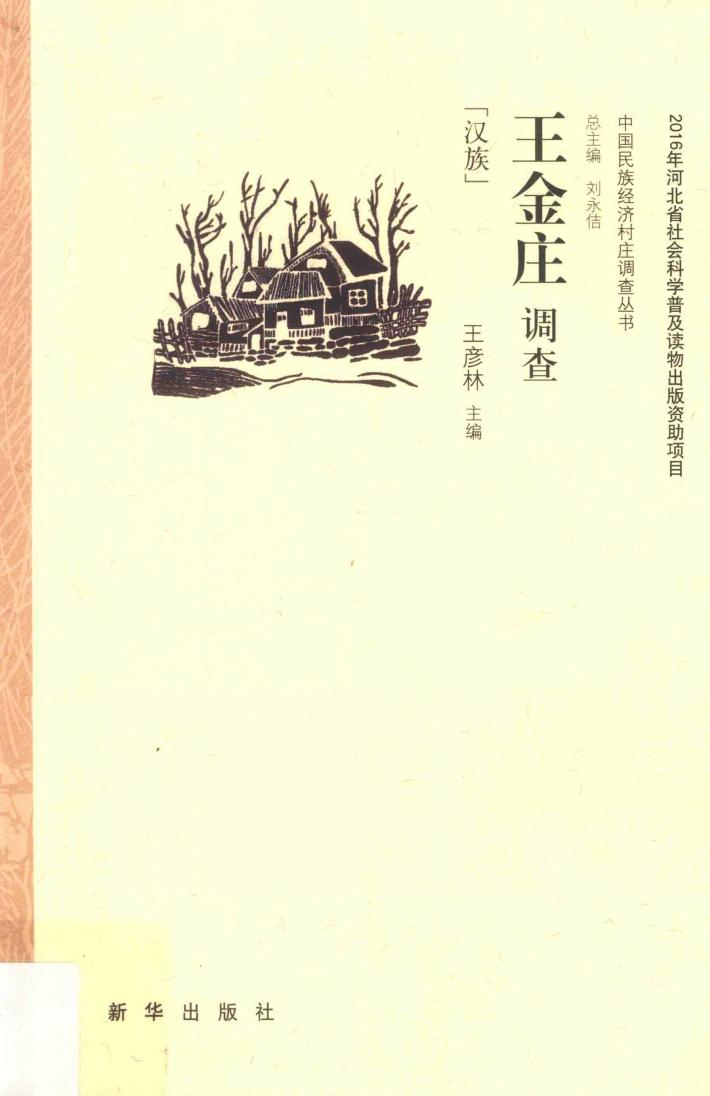 2016年河北省社会科学普及读物出版资助项目
中国民族经济村庄调查丛书
总主编 刘永佶
王金庄 调查
「汉族」
王彦林 主编
新华出版社